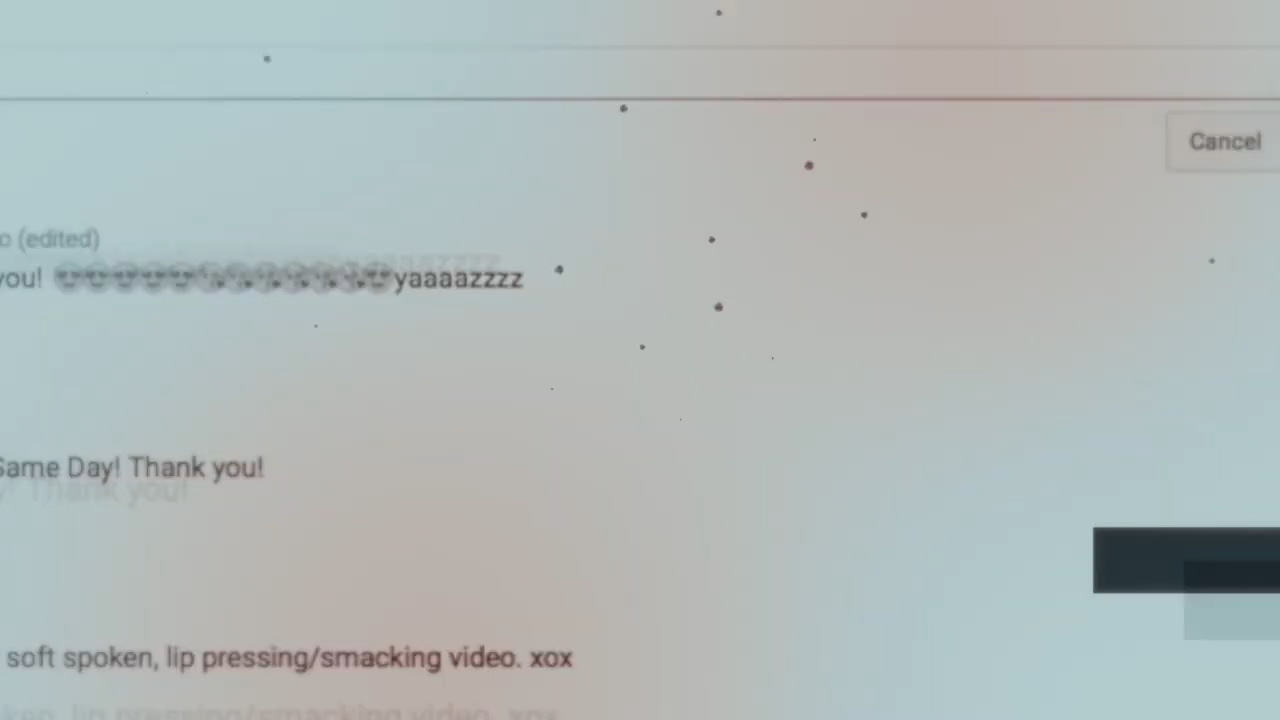 Cancel
o (edited)
you! yaaaazzzz
Same Day! Thank you!
soft spoken, lip pressing/smacking video. xox